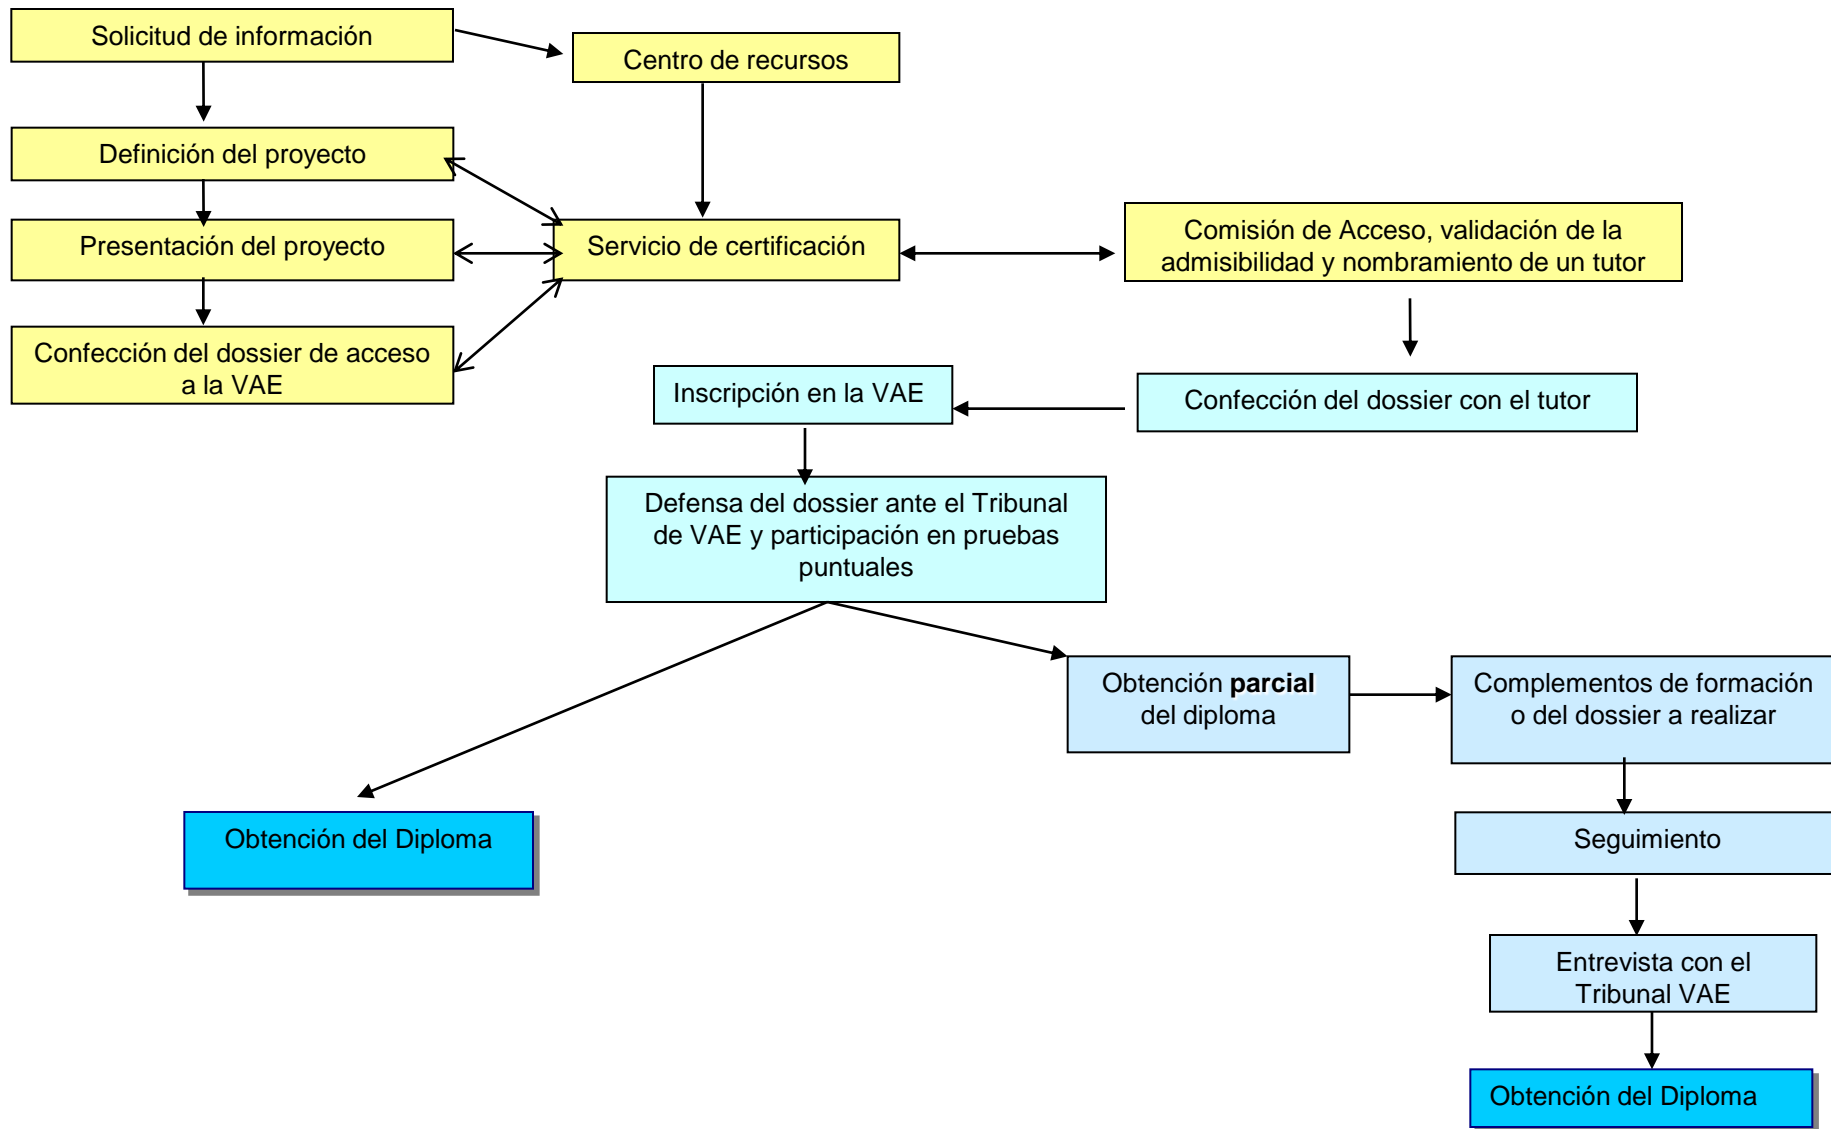 Solicitud de información
Centro de recursos
Definición del proyecto
Presentación del proyecto
Servicio de certificación
Comisión de Acceso, validación de la
admisibilidad y nombramiento de un tutor
Confección del dossier de acceso
a la VAE
Inscripción en la VAE
Confección del dossier con el tutor
Defensa del dossier ante el Tribunal
de VAE y participación en pruebas
puntuales
Obtención parcial
del diploma
Complementos de formación
o del dossier a realizar
Obtención del Diploma
Seguimiento
Entrevista con el
Tribunal VAE
Obtención del Diploma